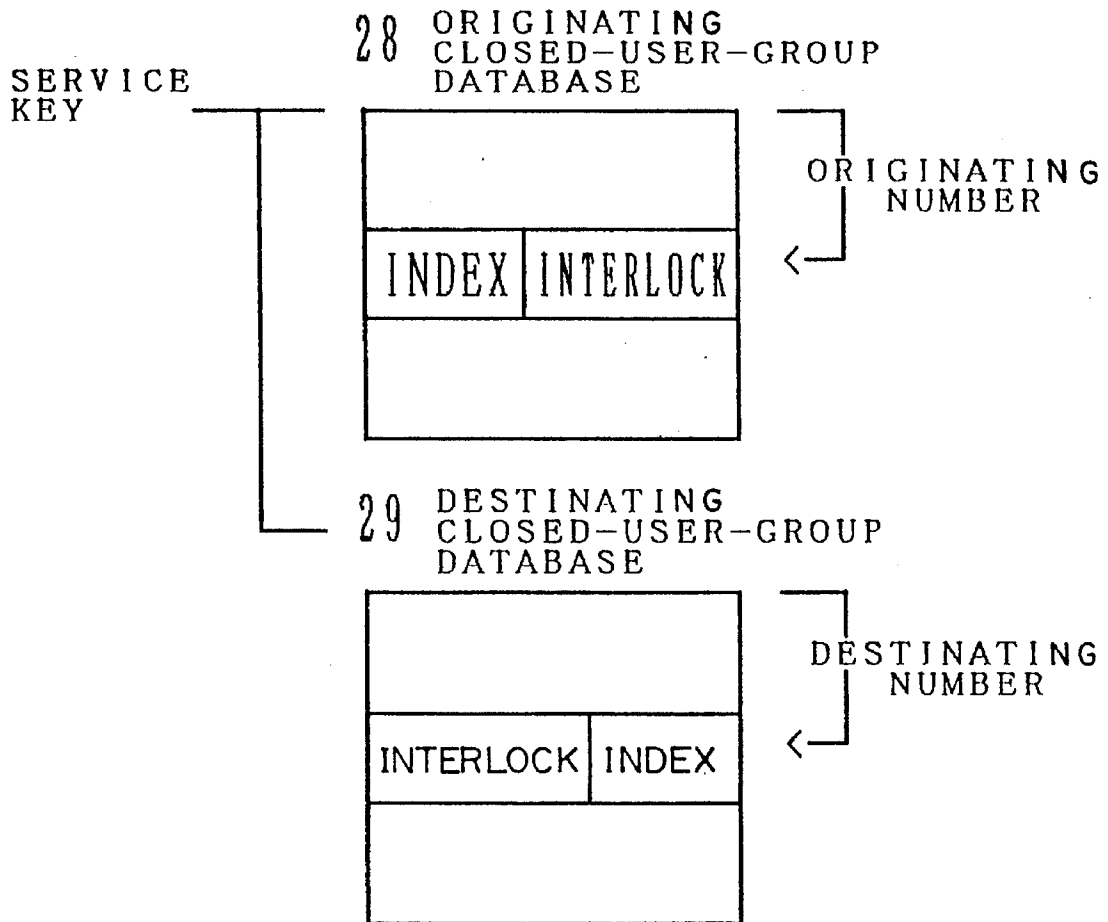 SERVICE
KEY
28 ORIGINATING
CLOSED-USER-GROUP
DATABASE
ORIGINATING
NUMBER
INDEX INTERLOCK
29 DESTINATING
CLOSED-USER-GROUP
DATABASE
DESTINATING
NUMBER
INTERLOCK INDEX